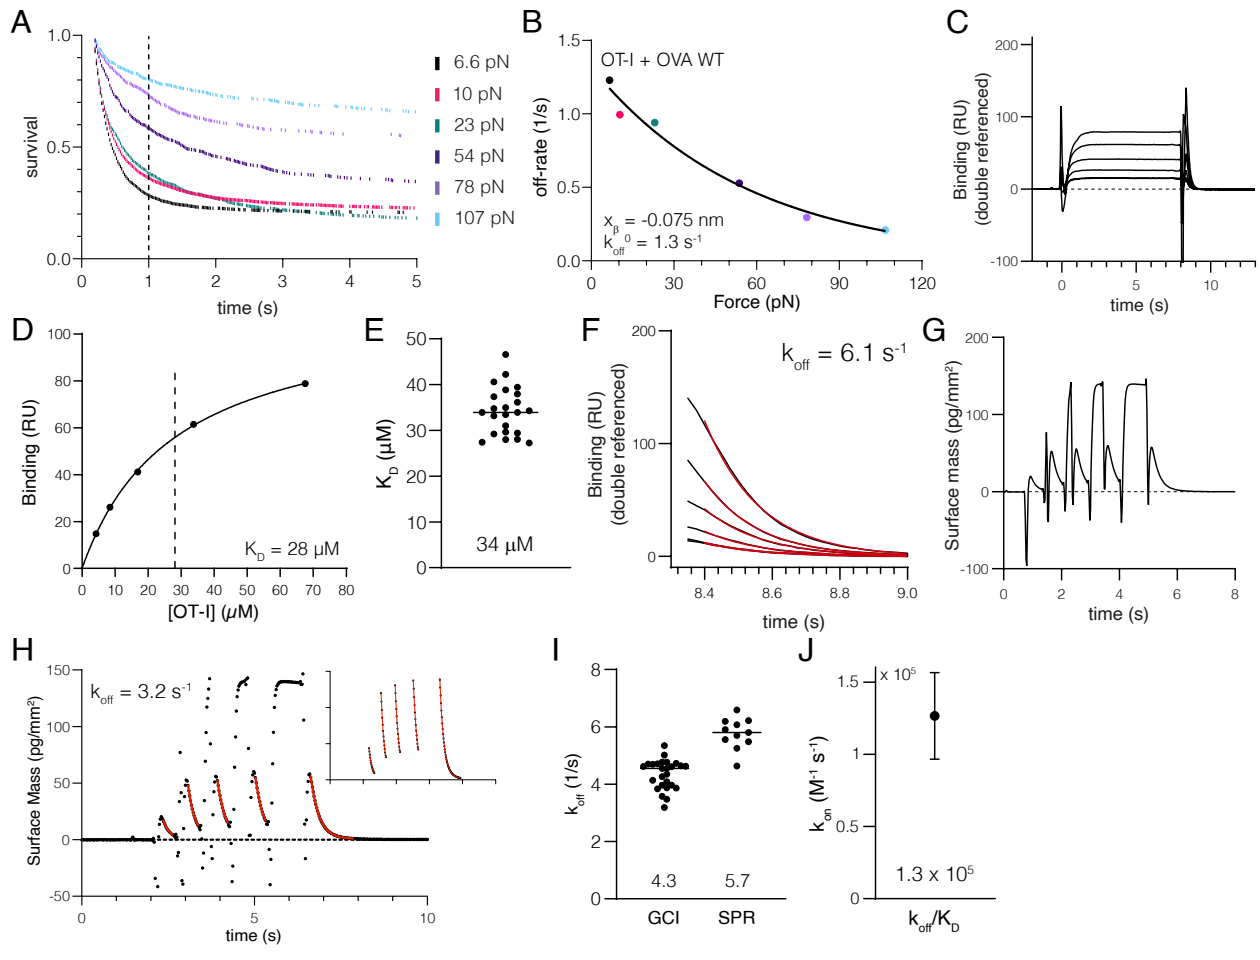 A
1.0
0.5
0.0
survival
0
1
2
3
4
5
time (s)
6.6 pN
10 pN
23 pN
54 pN
78 pN
107 pN
B
1.5
1.0
0.5
0.0
off-rate (1/s)
OT-I + OVA WT
xβ = -0.075 nm
koff⁰ = 1.3 s⁻¹
0
30
60
90
120
Force (pN)
C
200
100
0
-100
Binding (RU)
(double referenced)
0
5
10
time (s)
D
100
80
60
40
20
0
Binding (RU)
KD = 28 µM
0
10
20
30
40
50
60
70
80
[OT-I] (µM)
E
50
40
30
20
10
0
KD (µM)
34 µM
F
200
100
0
Binding (RU)
(double referenced)
koff = 6.1 s⁻¹
8.4
8.6
8.8
9.0
time (s)
G
200
100
0
-100
Surface mass (pg/mm²)
0
2
4
6
8
time (s)
H
150
100
50
0
-50
Surface Mass (pg/mm²)
koff = 3.2 s⁻¹
0
5
10
time (s)
I
8
6
4
2
0
koff (1/s)
4.3
5.7
GCI
SPR
J
x 10⁵
1.5
1.0
0.5
0
kon (M⁻¹ s⁻¹)
1.3 x 10⁵
koff/KD